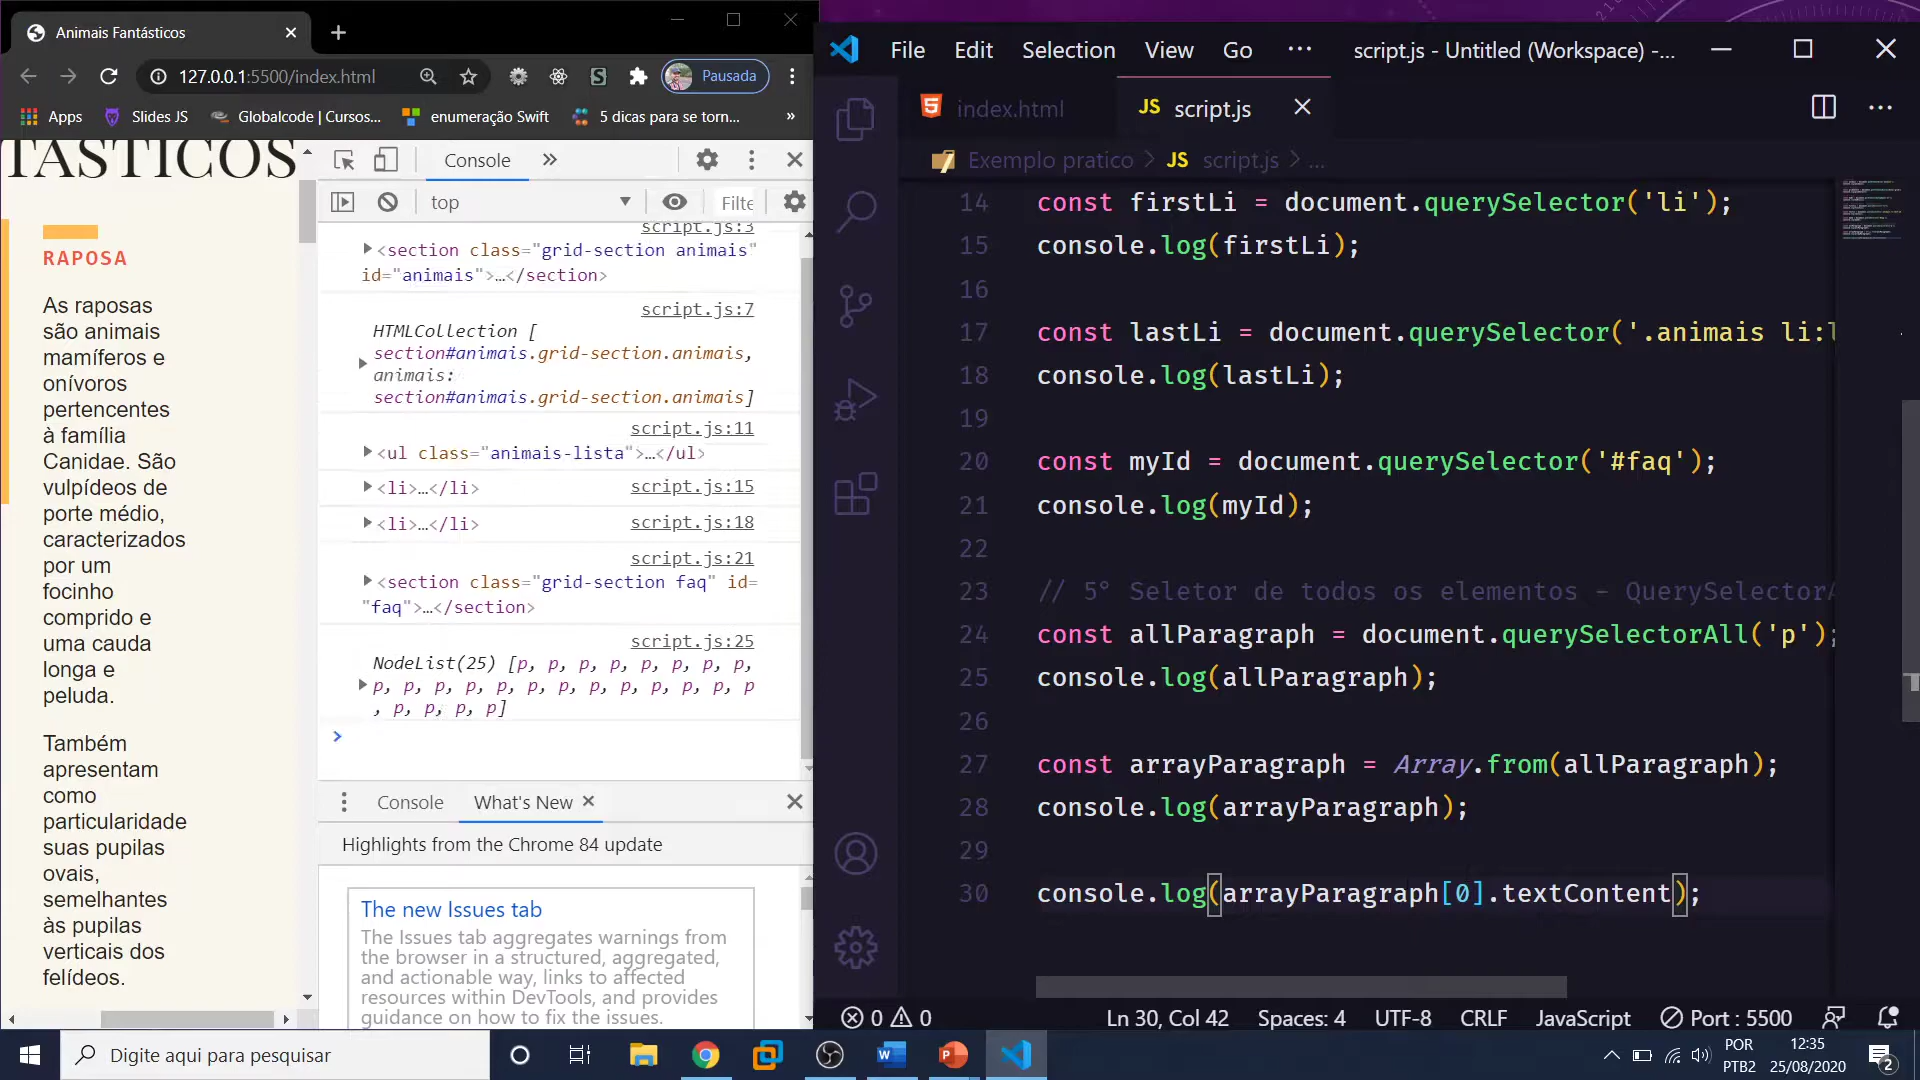 Animais Fantásticos
127.0.0.1:5500/index.html
Pausada
Apps
Slides JS
Globalcode | Cursos...
enumeração Swift
5 dicas para se torn...
»
TÁSTICOS
RAPOSA
As raposas
são animais
mamíferos e
onívoros
pertencentes
à família
Canidae. São
vulpídeos de
porte médio,
caracterizados
por um
focinho
comprido e
uma cauda
longa e
peluda.
Também
apresentam
como
particularidade
suas pupilas
ovais,
semelhantes
às pupilas
verticais dos
felídeos.
Console
»
top
Filte
script.js:3
<section class="grid-section animais"
id="animais">…</section>
script.js:7
HTMLCollection [
section#animais.grid-section.animais,
animais:
section#animais.grid-section.animais]
script.js:11
<ul class="animais-lista">…</ul>
<li>…</li>
script.js:15
<li>…</li>
script.js:18
script.js:21
<section class="grid-section faq" id=
"faq">…</section>
script.js:25
NodeList(25) [p, p, p, p, p, p, p, p,
p, p, p, p, p, p, p, p, p, p, p, p, p
, p, p, p, p]
>
Console
What's New
Highlights from the Chrome 84 update
The new Issues tab
The Issues tab aggregates warnings from
the browser in a structured, aggregated,
and actionable way, links to affected
resources within DevTools, and provides
guidance on how to fix the issues.
File
Edit
Selection
View
Go
···
script.js - Untitled (Workspace) -...
index.html
JS script.js
Exemplo pratico > JS script.js > ...
14 const firstLi = document.querySelector('li');
15 console.log(firstLi);
16
17 const lastLi = document.querySelector('.animais li:l
18 console.log(lastLi);
19
20 const myId = document.querySelector('#faq');
21 console.log(myId);
22
23 // 5° Seletor de todos os elementos - QuerySelectorA
24 const allParagraph = document.querySelectorAll('p');
25 console.log(allParagraph);
26
27 const arrayParagraph = Array.from(allParagraph);
28 console.log(arrayParagraph);
29
30 console.log(arrayParagraph[0].textContent);
0
0
Ln 30, Col 42
Spaces: 4
UTF-8
CRLF
JavaScript
Port : 5500
Digite aqui para pesquisar
POR
PTB2
12:35
25/08/2020
2